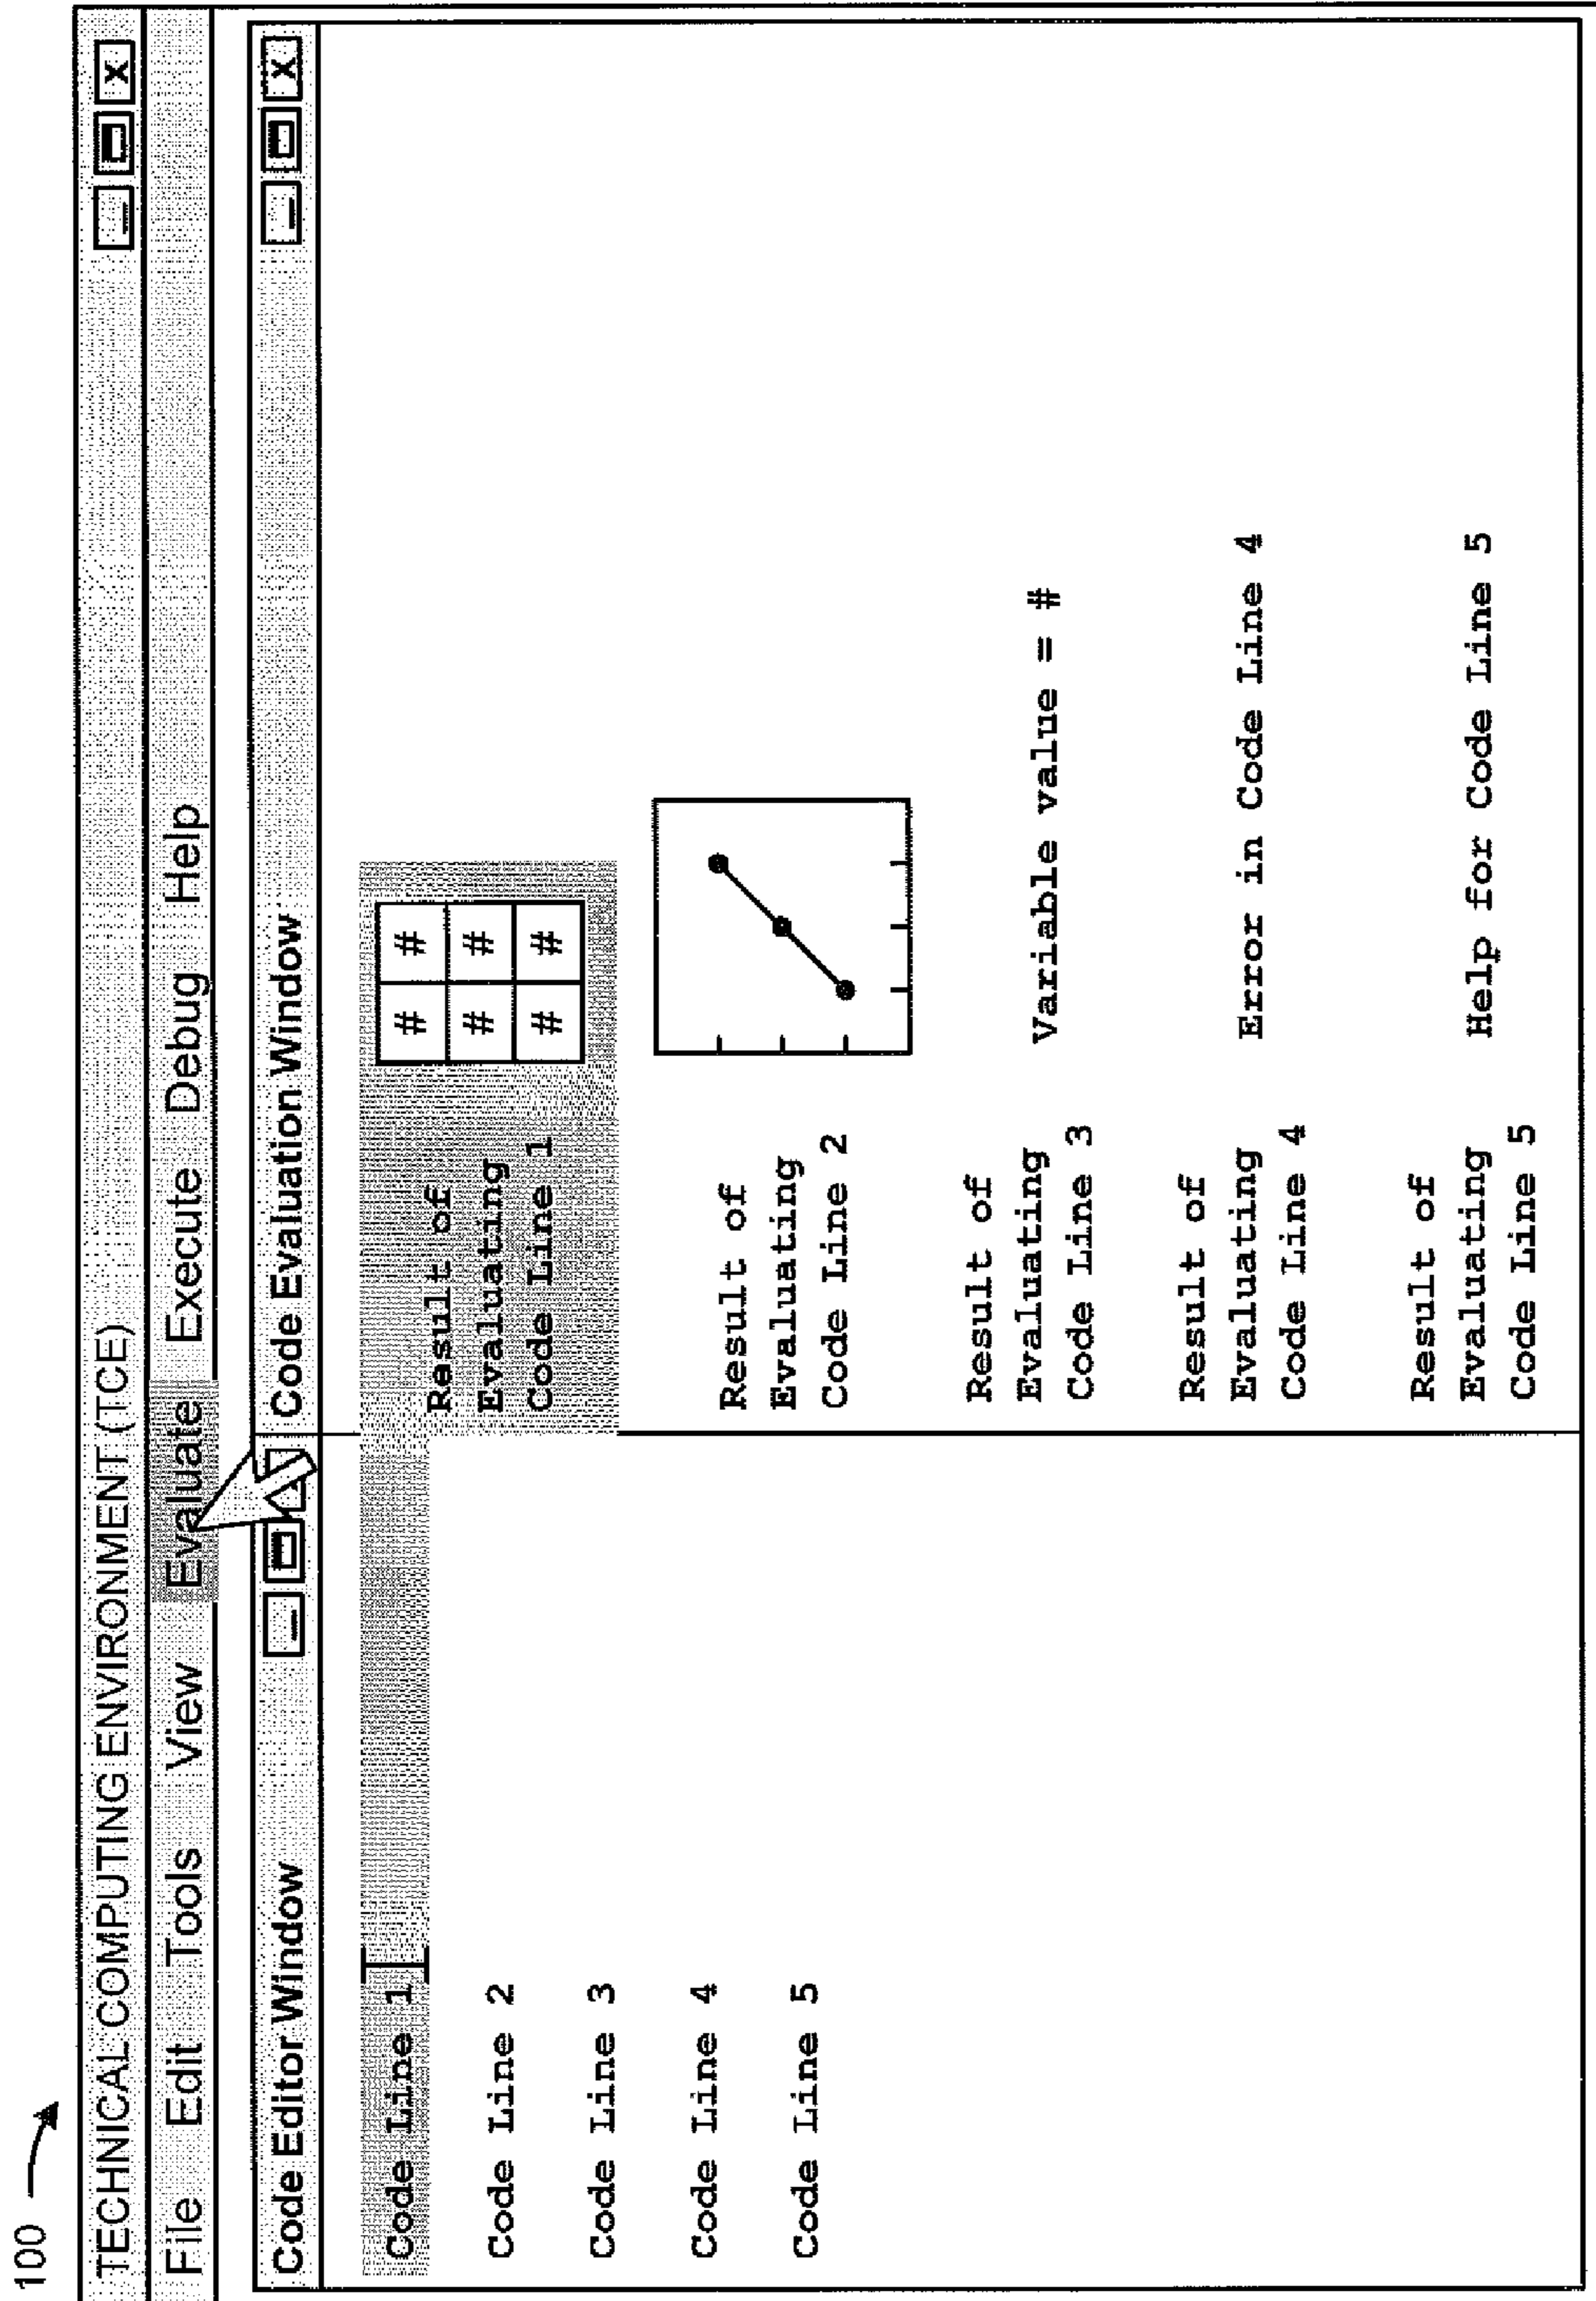 100
TECHNICAL COMPUTING ENVIRONMENT (TCE)
X
File Edit Tools View Evaluate Execute Debug Help
Code Editor Window
Code Evaluation Window
X
Code Line 1
Code Line 2
Code Line 3
Code Line 4
Code Line 5
Result of
Evaluating
Code Line 1
# #
# #
# #
Result of
Evaluating
Code Line 2
Result of
Evaluating
Code Line 3
Variable value = #
Result of
Evaluating
Code Line 4
Error in Code Line 4
Result of
Evaluating
Code Line 5
Help for Code Line 5